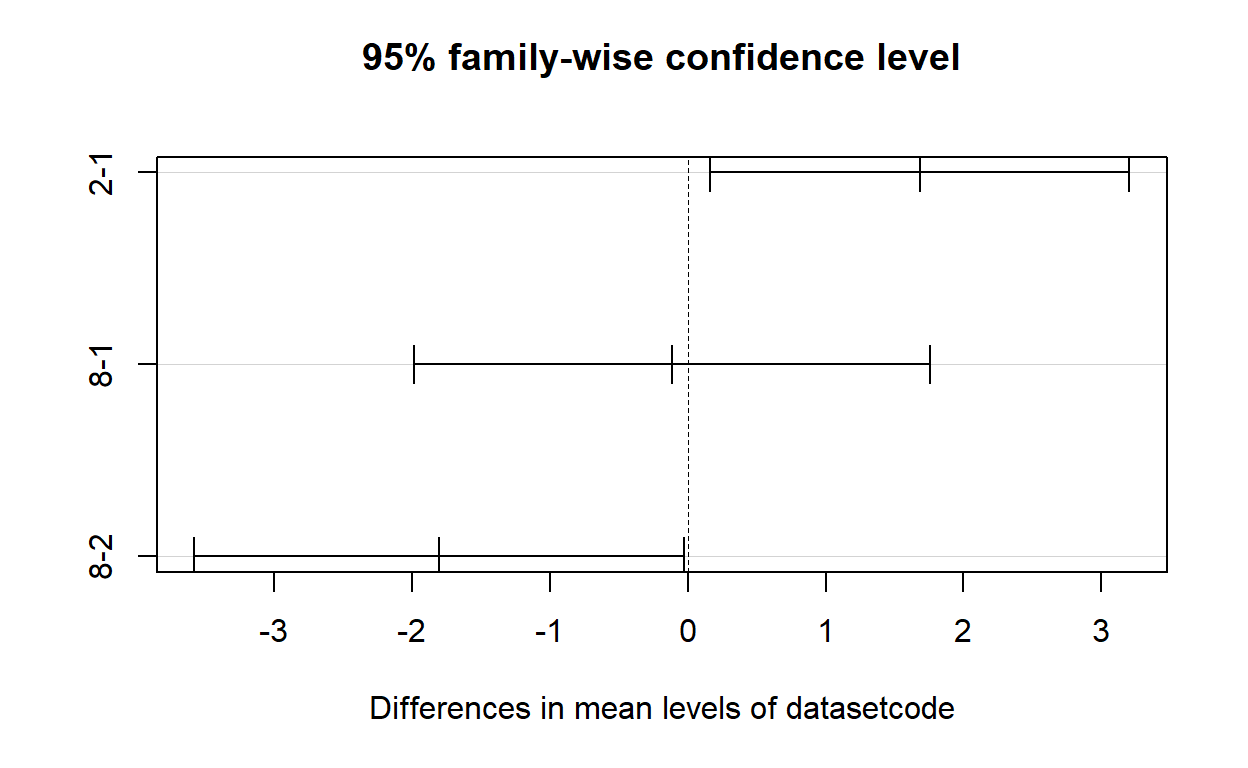 95% family-wise confidence level
2-1
8-1
8-2
-3 -2 -1 0 1 2 3
Differences in mean levels of datasetcode